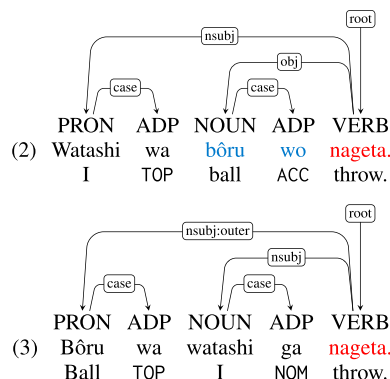 root
nsubj
obj
case case
PRON ADP NOUN ADP VERB
(2) Watashi wa bôru wo nageta.
I TOP ball ACC throw.
root
nsubj:outer
nsubj
case case
PRON ADP NOUN ADP VERB
(3) Bôru wa watashi ga nageta.
Ball TOP I NOM throw.